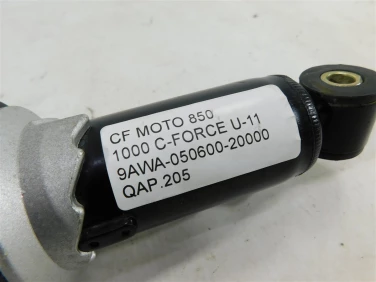 CF MOTO 850
1000 C-FORCE U-11
9AWA-050600-20000
QAP.205